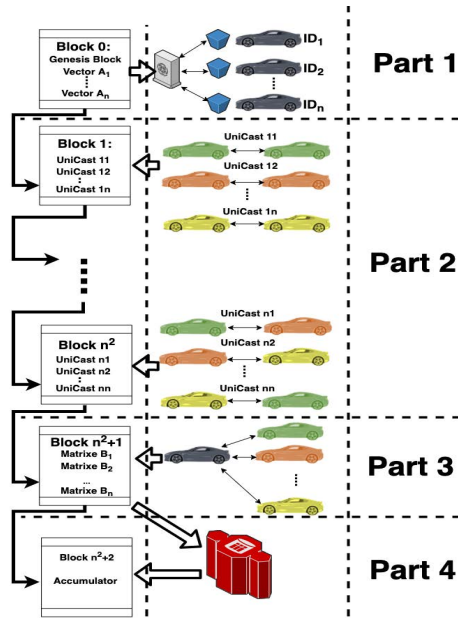 Block 0:
Genesis Block
Vector A₁
⋮
Vector Aₙ
ID₁
ID₂
⋮
IDₙ
Part 1
Block 1:
UniCast 11
UniCast 12
⋮
UniCast 1n
UniCast 11
UniCast 12
⋮
UniCast 1n
Part 2
Block n²
UniCast n1
UniCast n2
⋮
UniCast nn
UniCast n1
UniCast n2
⋮
UniCast nn
Block n²+1
Matrixe B₁
Matrixe B₂
...
Matrixe Bₙ
Part 3
Block n²+2
Accumulator
Part 4